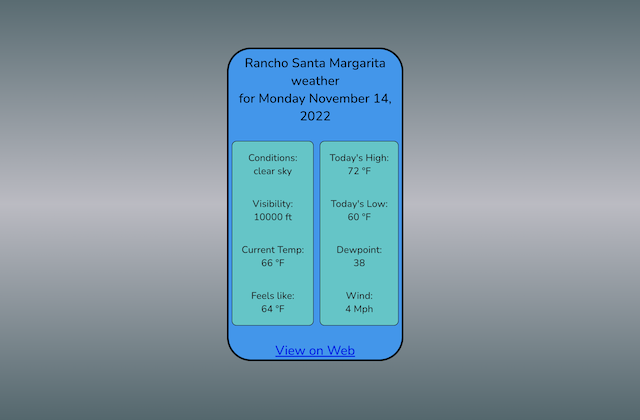 Rancho Santa Margarita
weather
for Monday November 14,
2022
Conditions:
clear sky
Visibility:
10000 ft
Current Temp:
66 °F
Feels like:
64 °F
Today's High:
72 °F
Today's Low:
60 °F
Dewpoint:
38
Wind:
4 Mph
View on Web